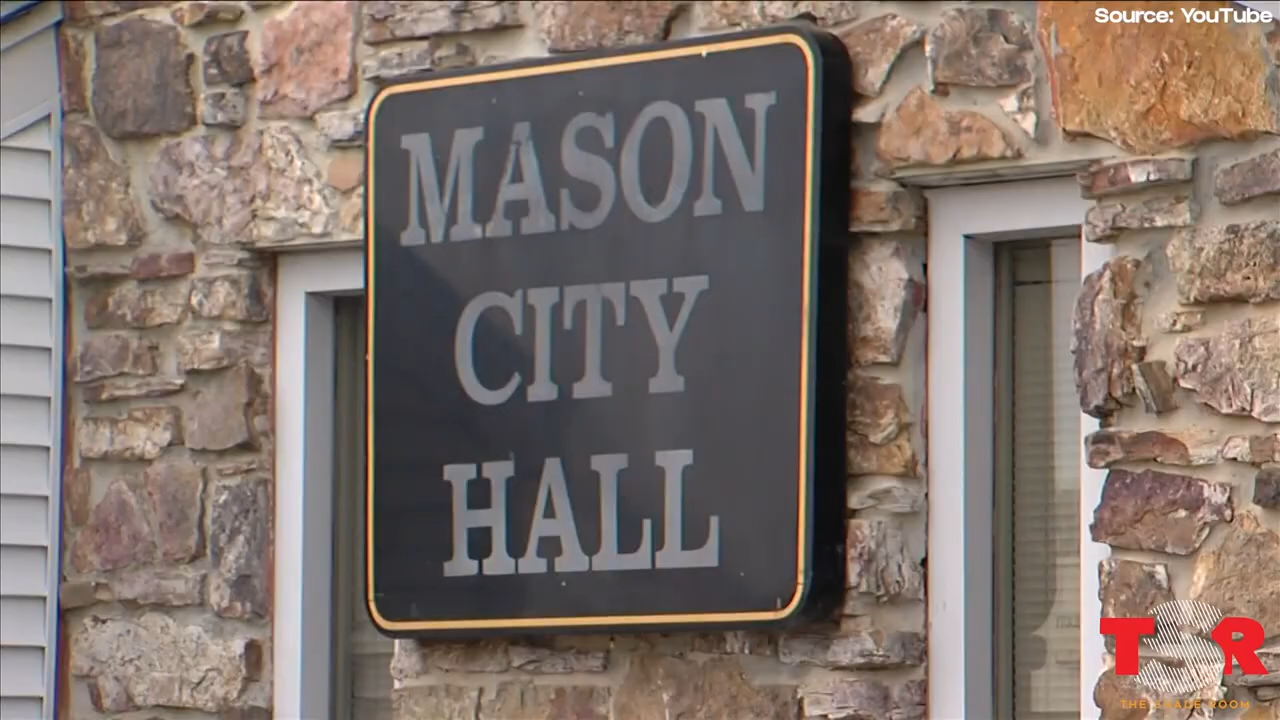 Source: YouTube
MASON
CITY
HALL
TSR
THE SHADE ROOM